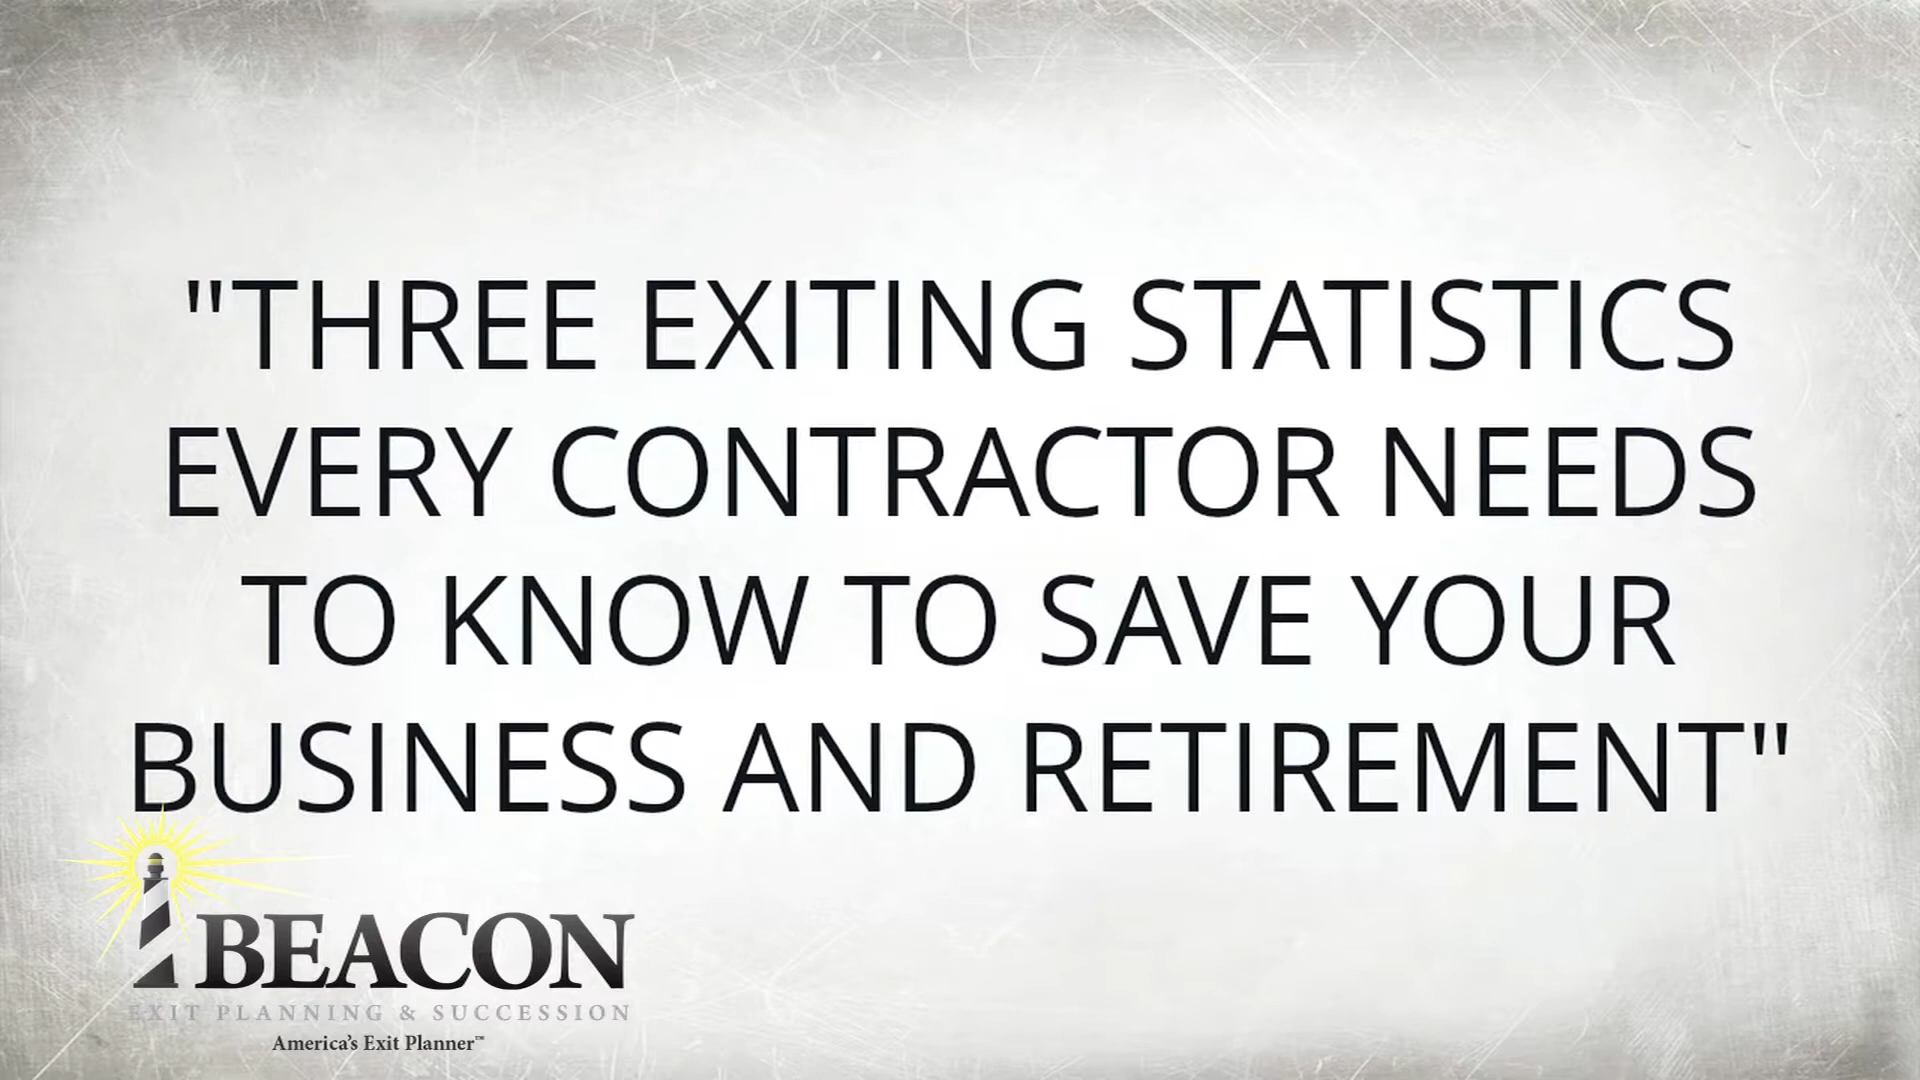 "THREE EXITING STATISTICS
EVERY CONTRACTOR NEEDS
TO KNOW TO SAVE YOUR
BUSINESS AND RETIREMENT"
BEACON
EXIT PLANNING & SUCCESSION
America's Exit Planner™